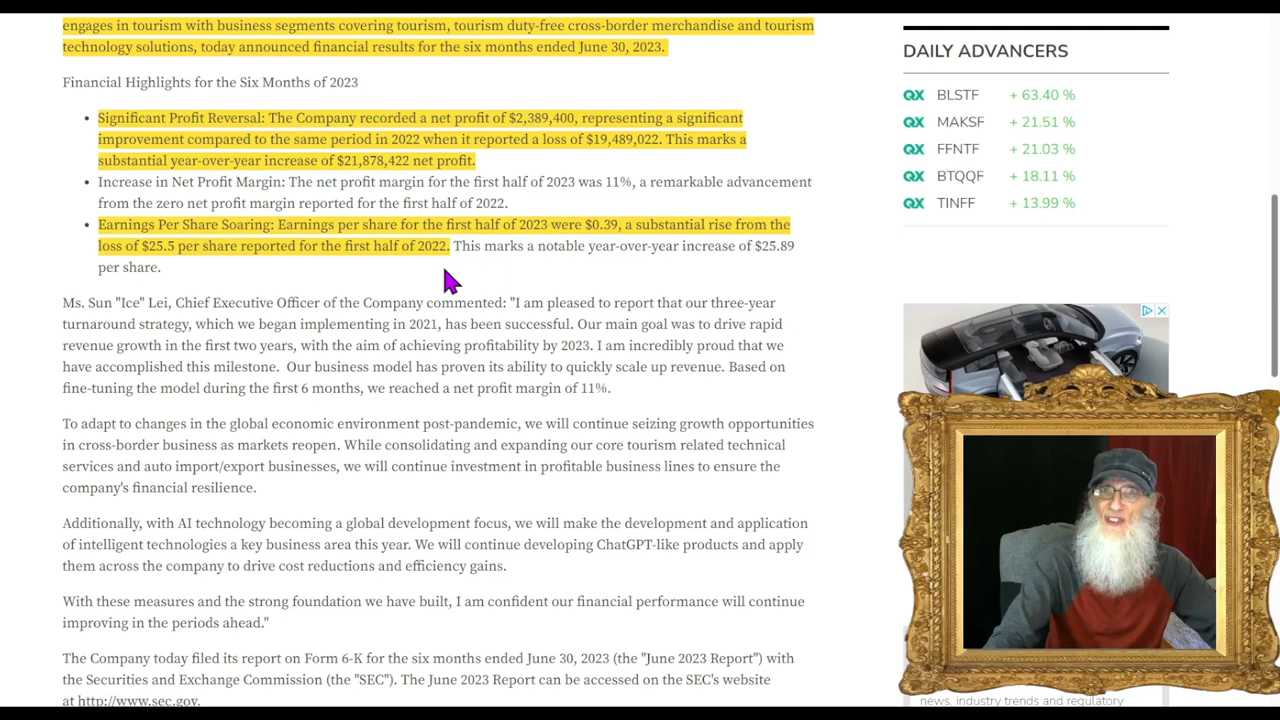 engages in tourism with business segments covering tourism, tourism duty-free cross-border merchandise and tourism
technology solutions, today announced financial results for the six months ended June 30, 2023.
Financial Highlights for the Six Months of 2023
• Significant Profit Reversal: The Company recorded a net profit of $2,389,400, representing a significant
improvement compared to the same period in 2022 when it reported a loss of $19,489,022. This marks a
substantial year-over-year increase of $21,878,422 net profit.
• Increase in Net Profit Margin: The net profit margin for the first half of 2023 was 11%, a remarkable advancement
from the zero net profit margin reported for the first half of 2022.
• Earnings Per Share Soaring: Earnings per share for the first half of 2023 were $0.39, a substantial rise from the
loss of $25.5 per share reported for the first half of 2022. This marks a notable year-over-year increase of $25.89
per share.
Ms. Sun "Ice" Lei, Chief Executive Officer of the Company commented: "I am pleased to report that our three-year
turnaround strategy, which we began implementing in 2021, has been successful. Our main goal was to drive rapid
revenue growth in the first two years, with the aim of achieving profitability by 2023. I am incredibly proud that we
have accomplished this milestone. Our business model has proven its ability to quickly scale up revenue. Based on
fine-tuning the model during the first 6 months, we reached a net profit margin of 11%.
To adapt to changes in the global economic environment post-pandemic, we will continue seizing growth opportunities
in cross-border business as markets reopen. While consolidating and expanding our core tourism related technical
services and auto import/export businesses, we will continue investment in profitable business lines to ensure the
company's financial resilience.
Additionally, with AI technology becoming a global development focus, we will make the development and application
of intelligent technologies a key business area this year. We will continue developing ChatGPT-like products and apply
them across the company to drive cost reductions and efficiency gains.
With these measures and the strong foundation we have built, I am confident our financial performance will continue
improving in the periods ahead."
The Company today filed its report on Form 6-K for the six months ended June 30, 2023 (the "June 2023 Report") with
the Securities and Exchange Commission (the "SEC"). The June 2023 Report can be accessed on the SEC's website
at http://www.sec.gov.
DAILY ADVANCERS
QX BLSTF + 63.40 %
QX MAKSF + 21.51 %
QX FFNTF + 21.03 %
QX BTQQF + 18.11 %
QX TINFF + 13.99 %
news, industry trends and regulatory